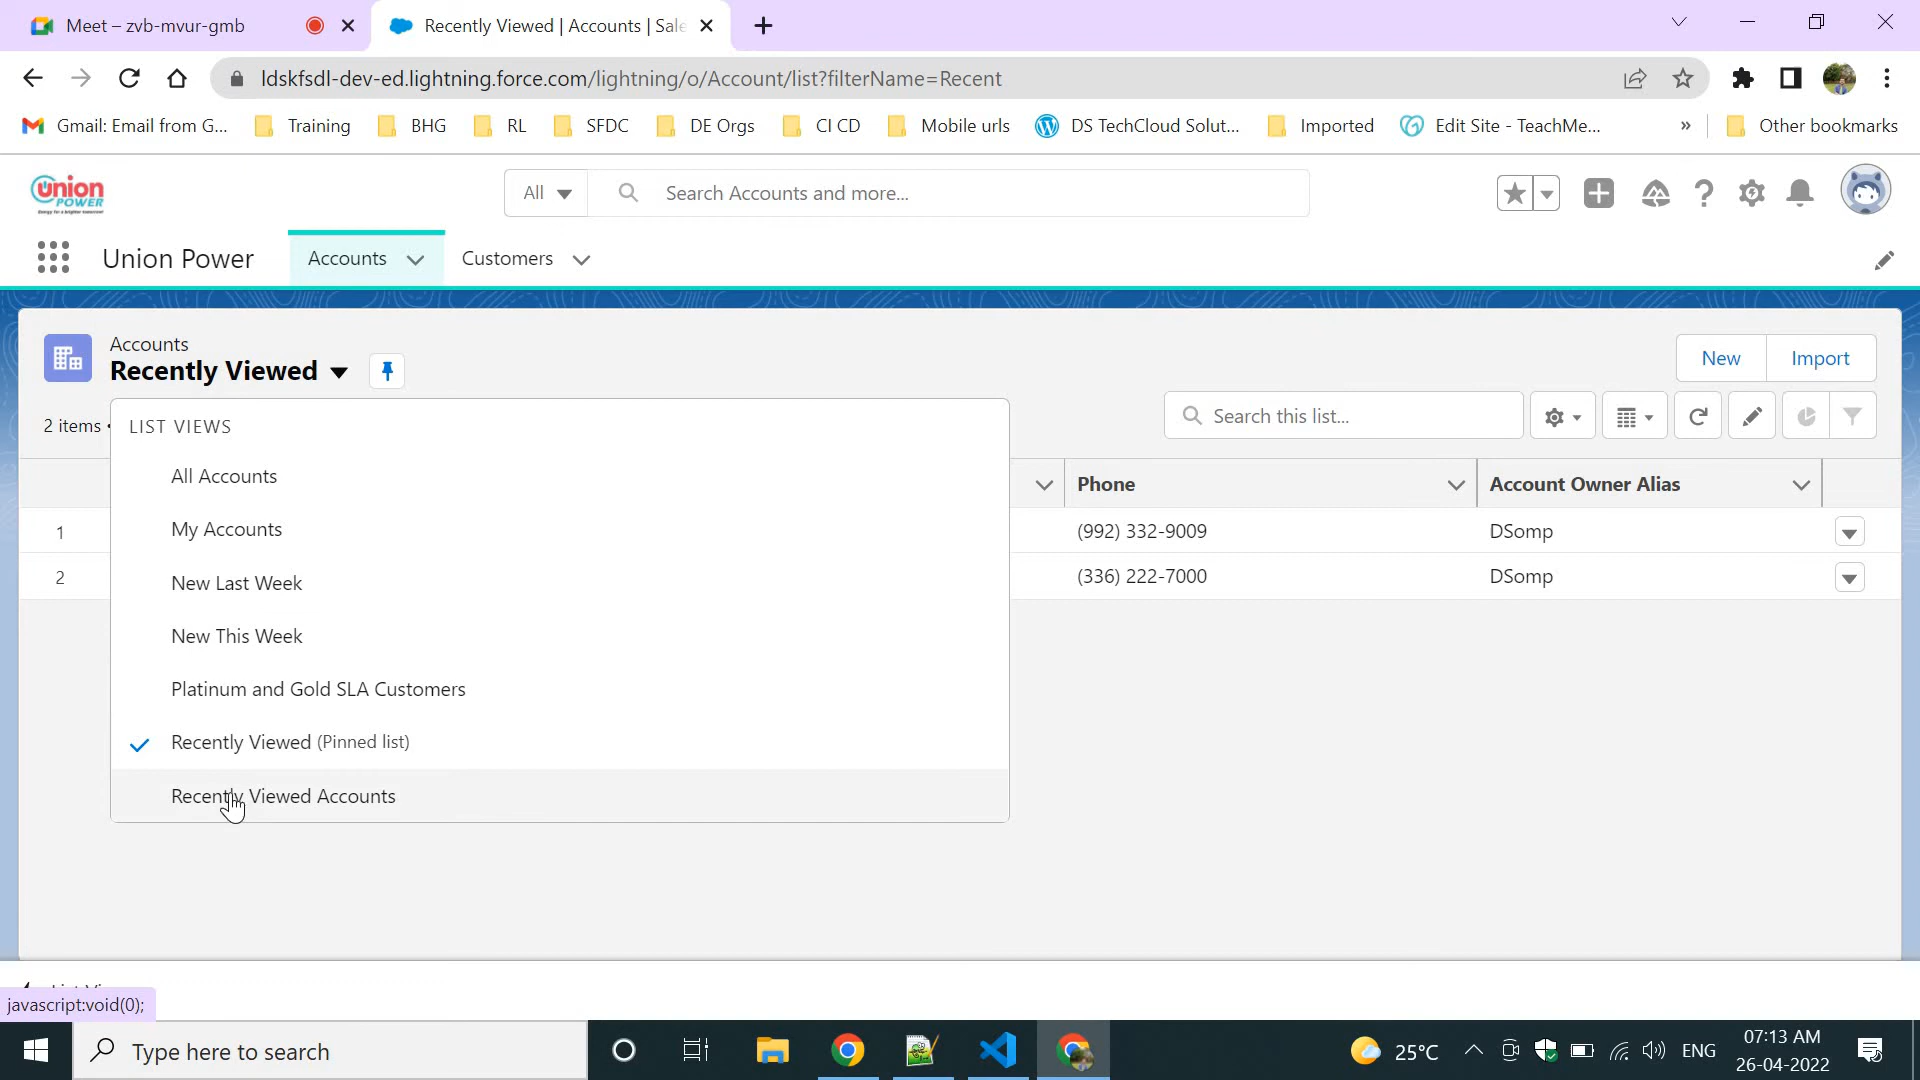 Meet – zvb-mvur-gmb
Recently Viewed | Accounts | Sale
ldskfsdl-dev-ed.lightning.force.com/lightning/o/Account/list?filterName=Recent
Gmail: Email from G...
Training
BHG
RL
SFDC
DE Orgs
CI CD
Mobile urls
DS TechCloud Solut...
Imported
Edit Site - TeachMe...
»
Other bookmarks
union
POWER
All
Search Accounts and more...
Union Power
Accounts
Customers
Accounts
Recently Viewed
New
Import
2 items •
Search this list...
LIST VIEWS
All Accounts
My Accounts
New Last Week
New This Week
Platinum and Gold SLA Customers
Recently Viewed (Pinned list)
Recently Viewed Accounts
Phone
Account Owner Alias
1
(992) 332-9009
DSomp
2
(336) 222-7000
DSomp
javascript:void(0);
Type here to search
25°C
ENG
07:13 AM
26-04-2022